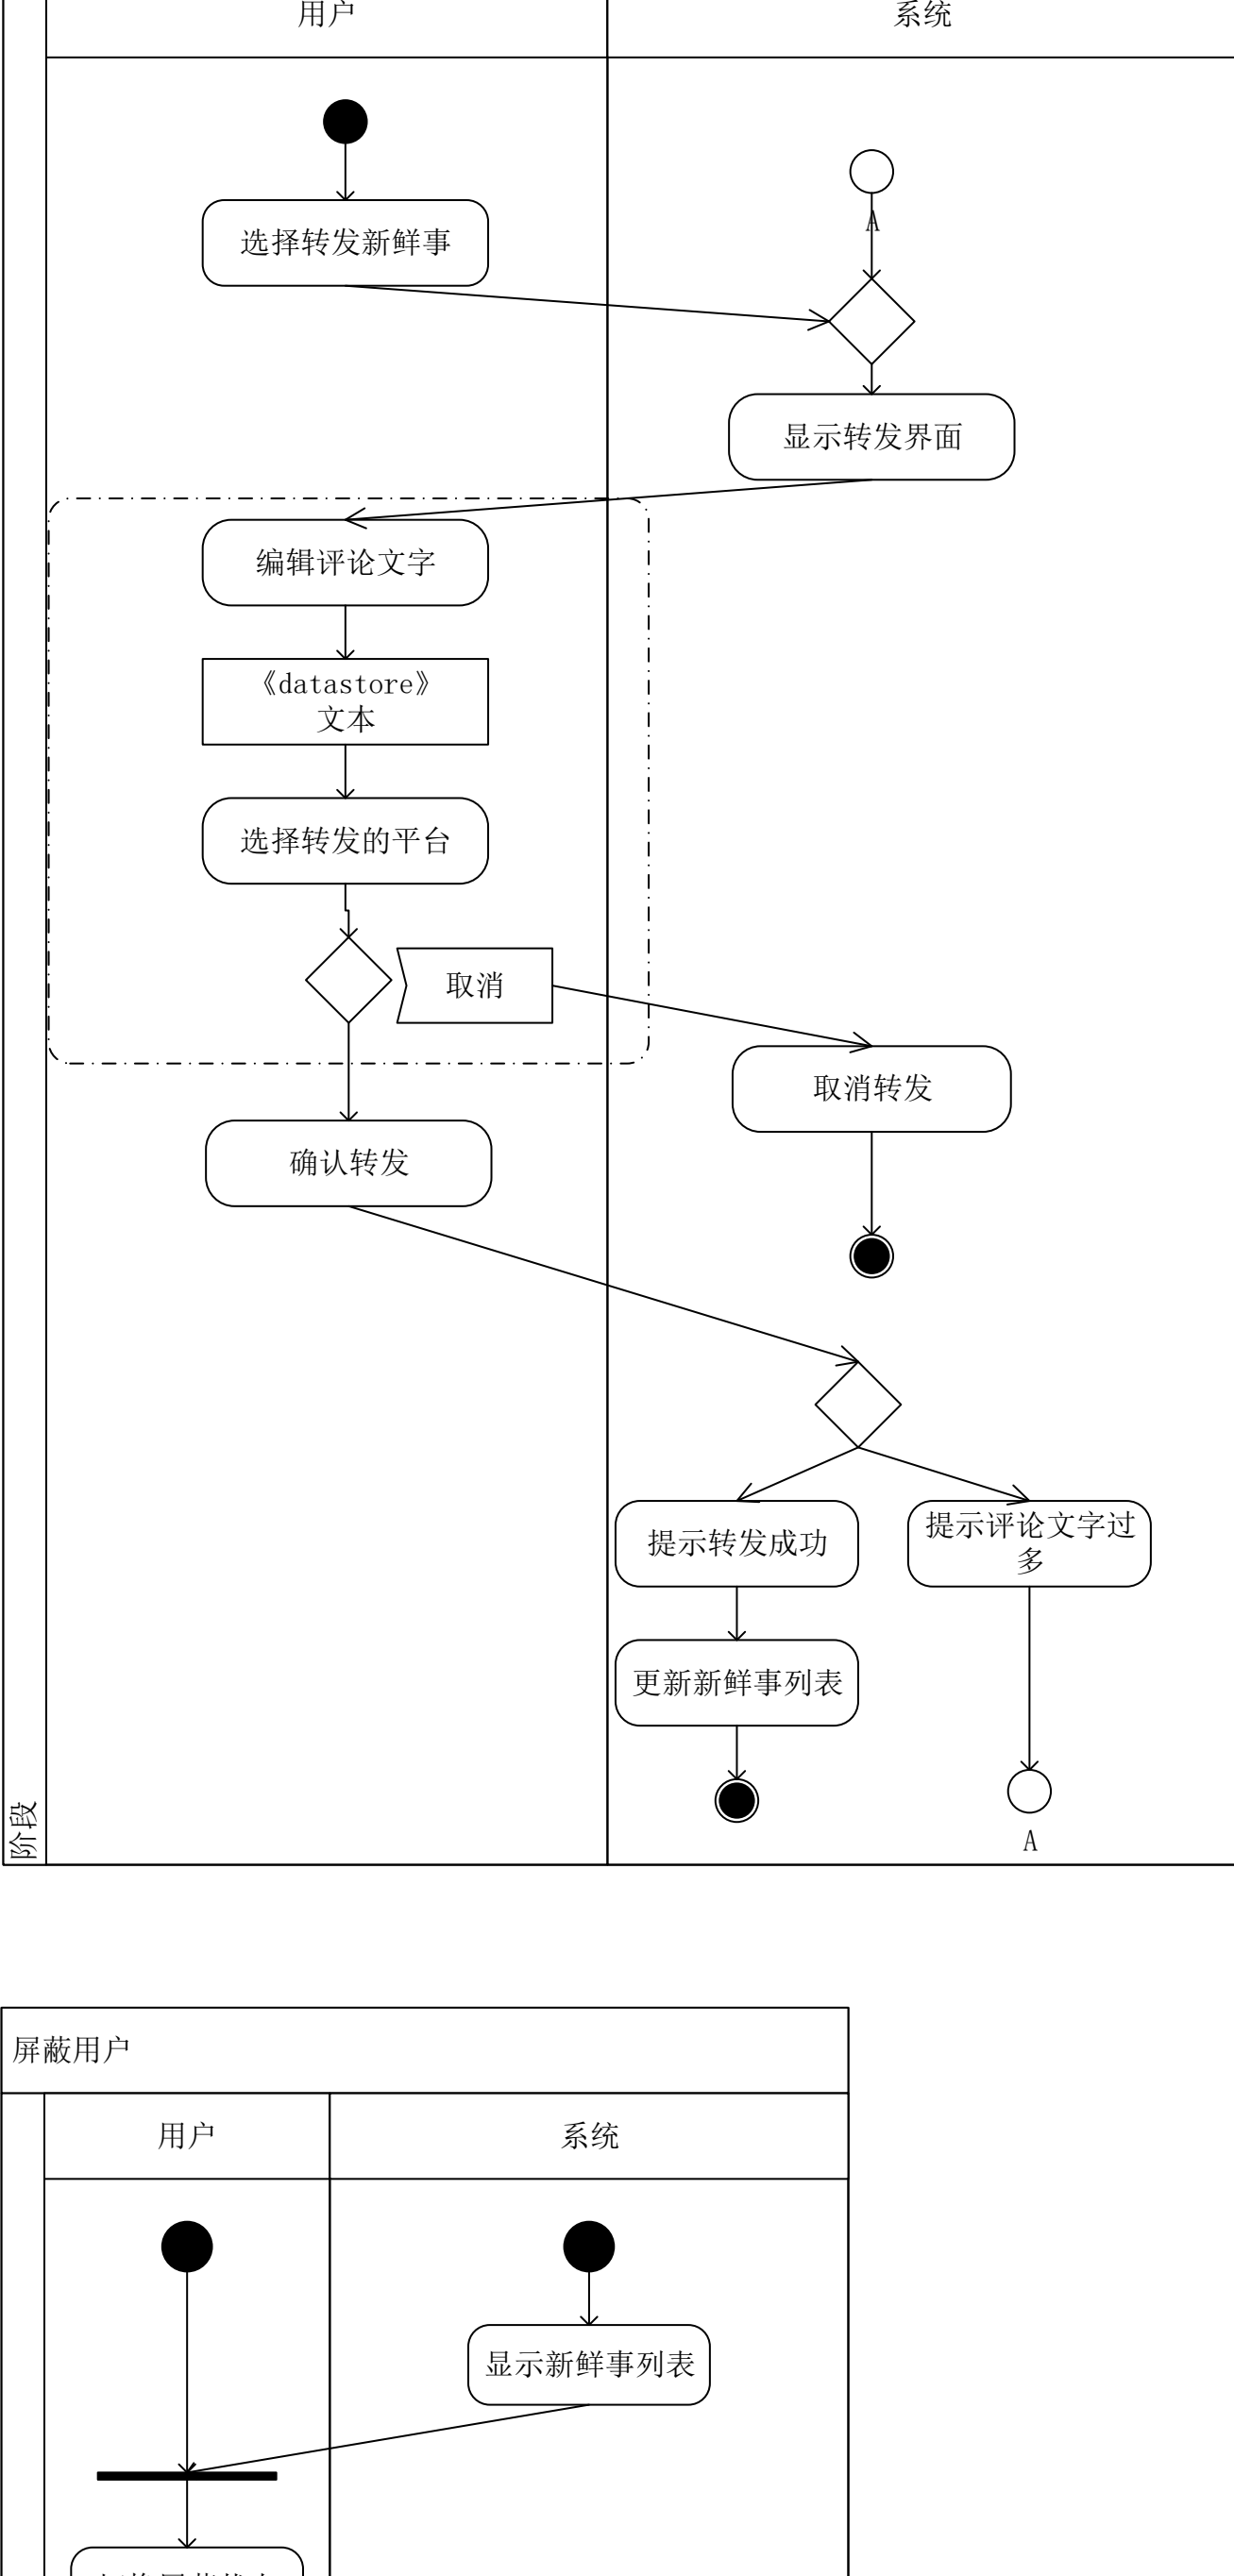 用户
系统
选择转发新鲜事
A
显示转发界面
编辑评论文字
《datastore》
文本
选择转发的平台
取消
取消转发
确认转发
提示转发成功
提示评论文字过
多
更新新鲜事列表
A
阶段
屏蔽用户
用户
系统
显示新鲜事列表